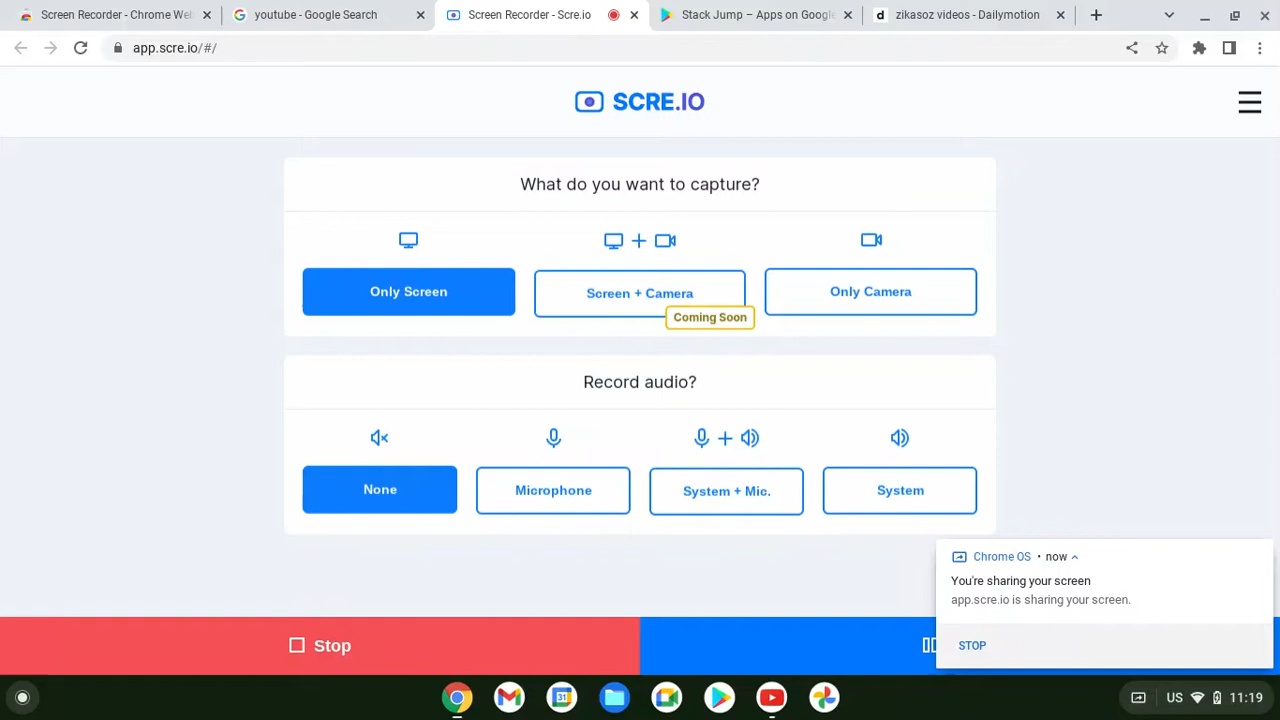 Screen Recorder - Chrome Web
youtube - Google Search
Screen Recorder - Scre.io
Stack Jump – Apps on Google
zikasoz videos - Dailymotion
app.scre.io/#/
SCRE.IO
What do you want to capture?
Only Screen
Screen + Camera
Only Camera
Coming Soon
Record audio?
None
Microphone
System + Mic.
System
Chrome OS • now
You're sharing your screen
app.scre.io is sharing your screen.
STOP
Stop
31
US
11:19